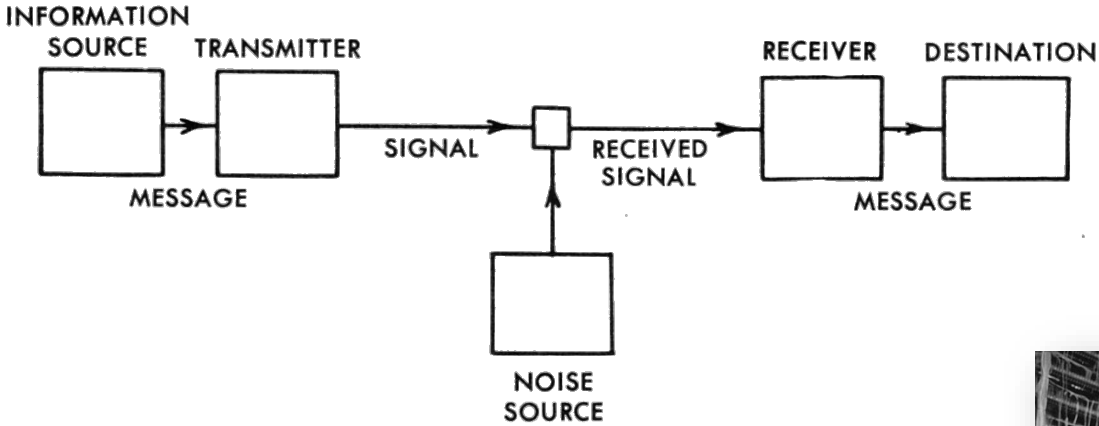 INFORMATION
SOURCE
TRANSMITTER
RECEIVER
DESTINATION
SIGNAL
RECEIVED
SIGNAL
MESSAGE
MESSAGE
NOISE
SOURCE